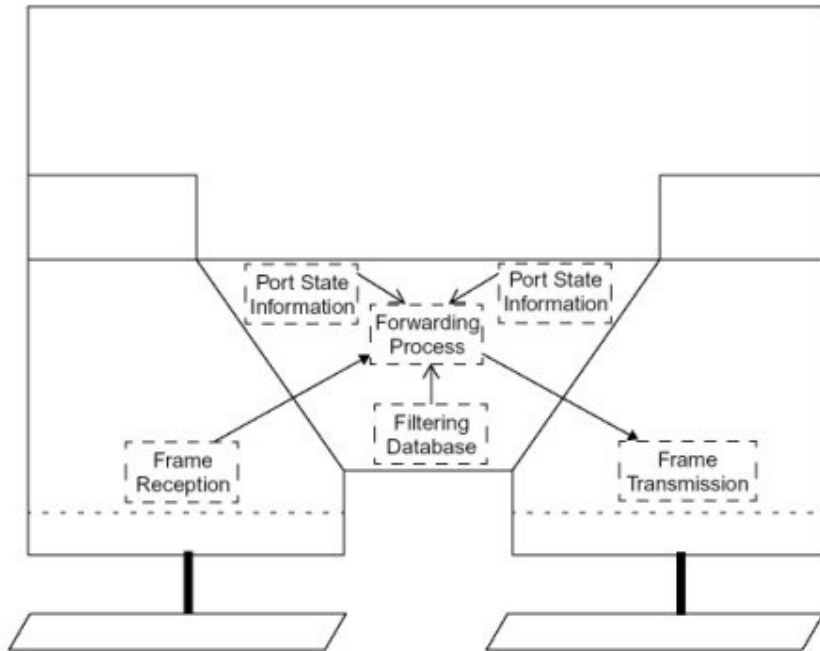 Port State
Information
Port State
Information
Forwarding
Process
Filtering
Database
Frame
Reception
Frame
Transmission